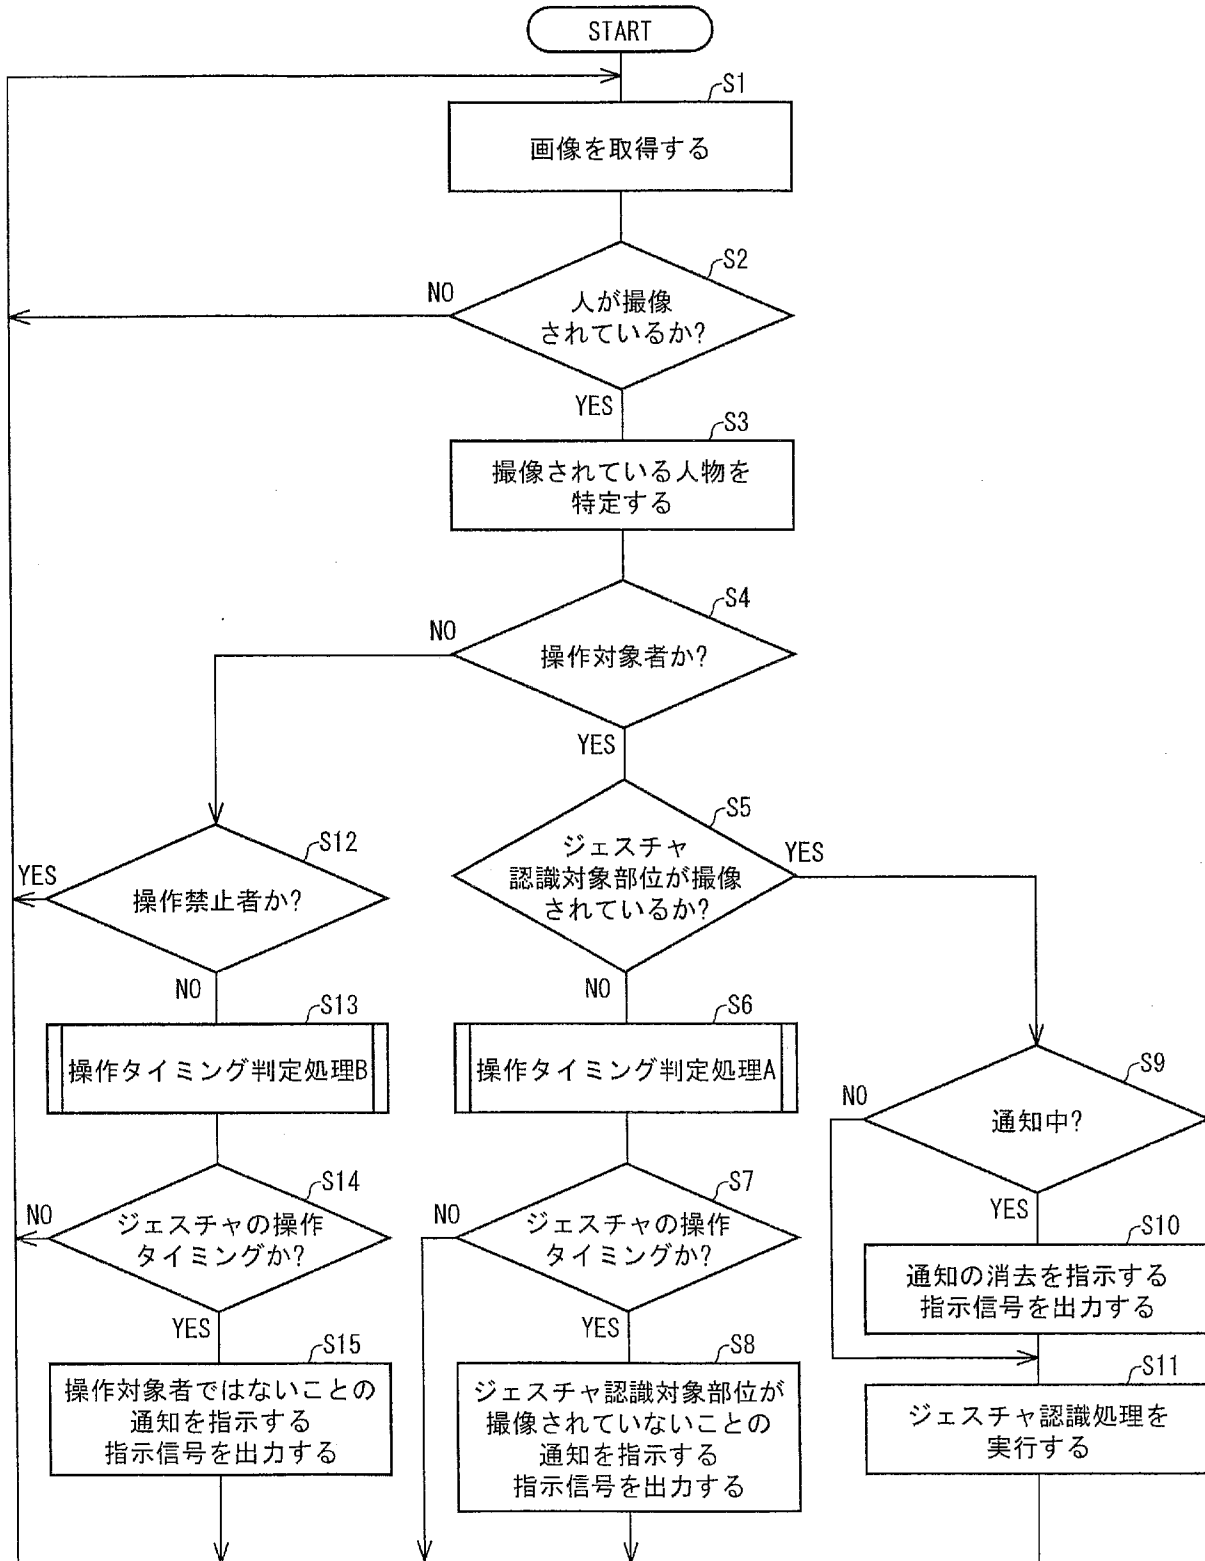 START
S1
画像を取得する
S2
NO
人が撮像
されているか?
YES
S3
撮像されている人物を
特定する
S4
NO
操作対象者か?
YES
S5
ジェスチャ
認識対象部位が撮像
されているか?
YES
NO
S12
YES
操作禁止者か?
NO
S13
操作タイミング判定処理B
S6
操作タイミング判定処理A
S9
NO
通知中?
YES
S14
NO
ジェスチャの操作
タイミングか?
YES
S7
NO
ジェスチャの操作
タイミングか?
YES
S10
通知の消去を指示する
指示信号を出力する
S15
操作対象者ではないことの
通知を指示する
指示信号を出力する
S8
ジェスチャ認識対象部位が
撮像されていないことの
通知を指示する
指示信号を出力する
S11
ジェスチャ認識処理を
実行する